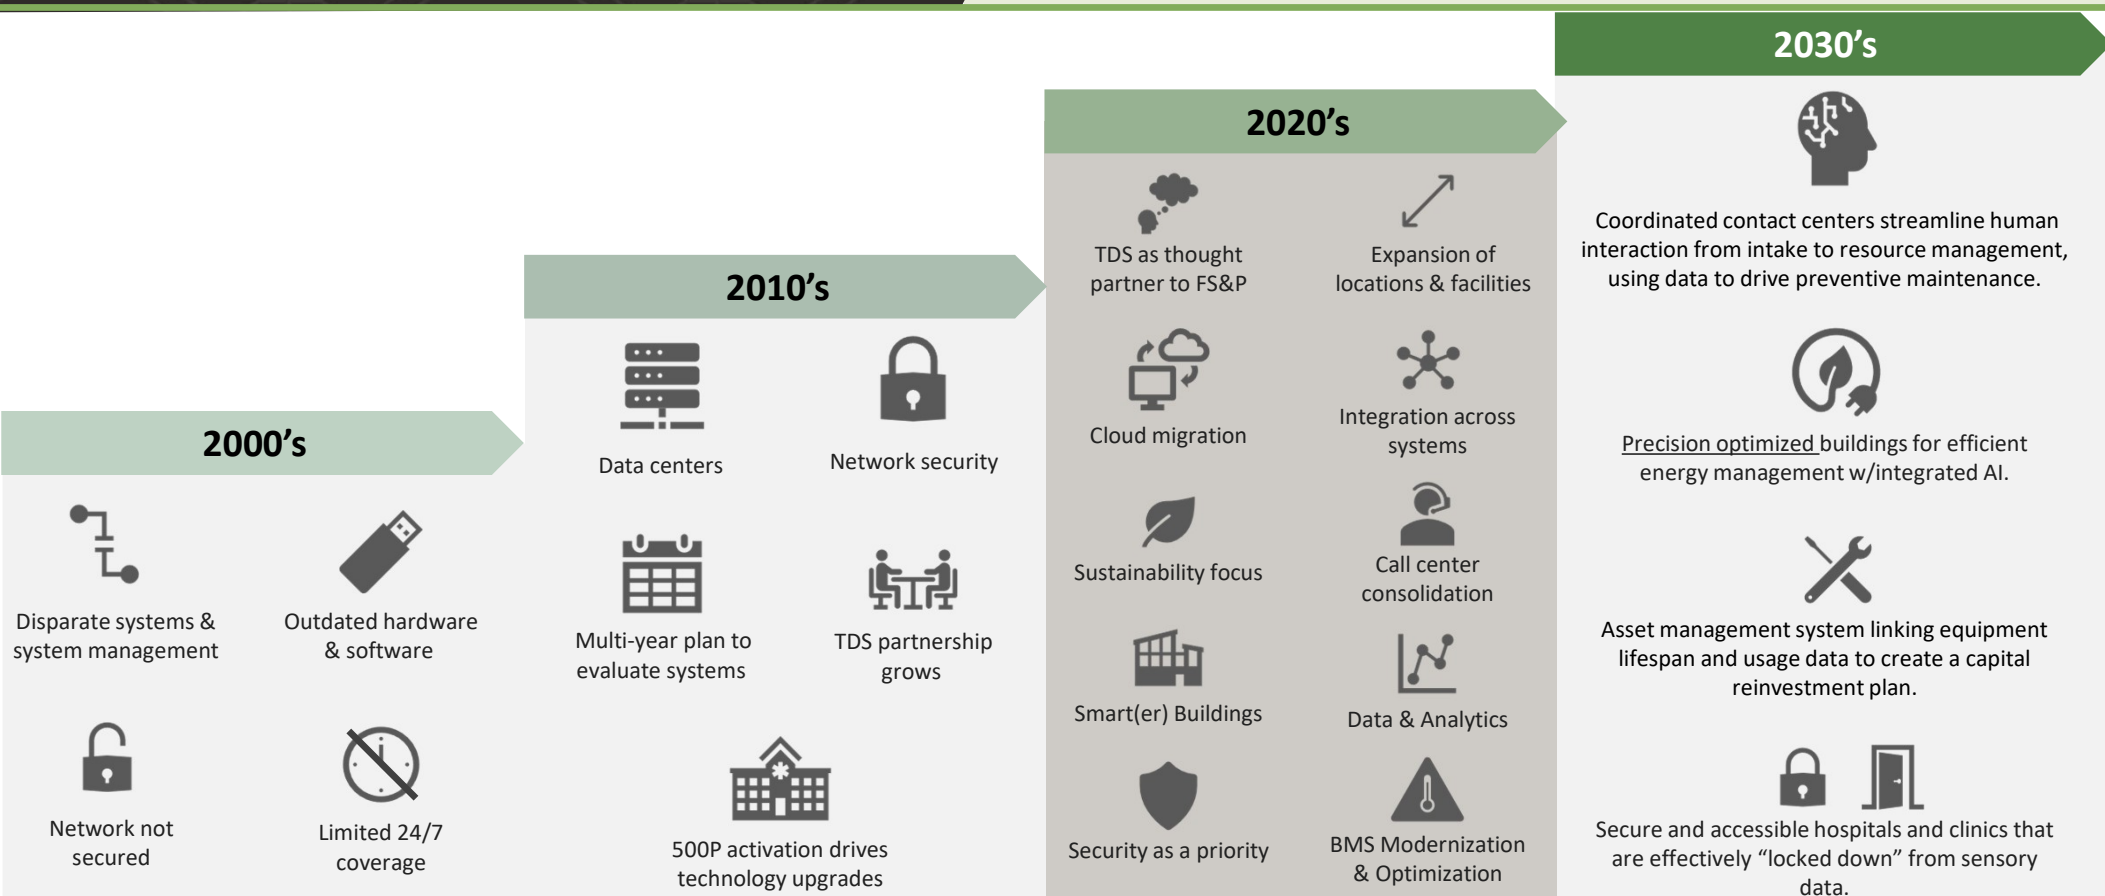 2000's
Disparate systems &
system management
Outdated hardware
& software
Network not
secured
Limited 24/7
coverage
2010's
Data centers
Network security
Multi-year plan to
evaluate systems
TDS partnership
grows
500P activation drives
technology upgrades
2020's
TDS as thought
partner to FS&P
Expansion of
locations & facilities
Cloud migration
Integration across
systems
Sustainability focus
Call center
consolidation
Smart(er) Buildings
Data & Analytics
Security as a priority
BMS Modernization
& Optimization
2030's
Coordinated contact centers streamline human
interaction from intake to resource management,
using data to drive preventive maintenance.
Precision optimized buildings for efficient
energy management w/integrated AI.
Asset management system linking equipment
lifespan and usage data to create a capital
reinvestment plan.
Secure and accessible hospitals and clinics that
are effectively “locked down” from sensory
data.